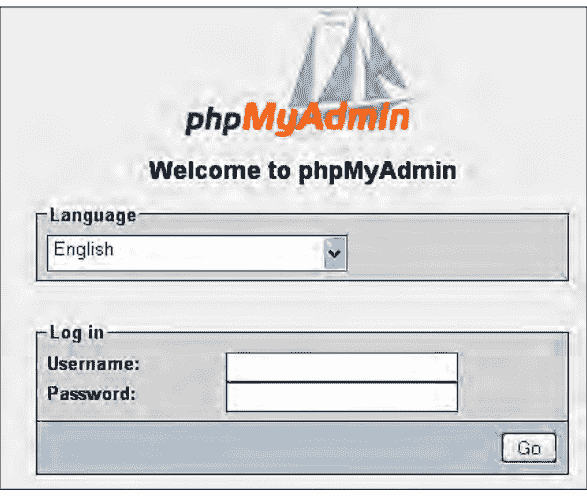 phpMyAdmin
Welcome to phpMyAdmin
Language
English
Log in
Username:
Password:
Go